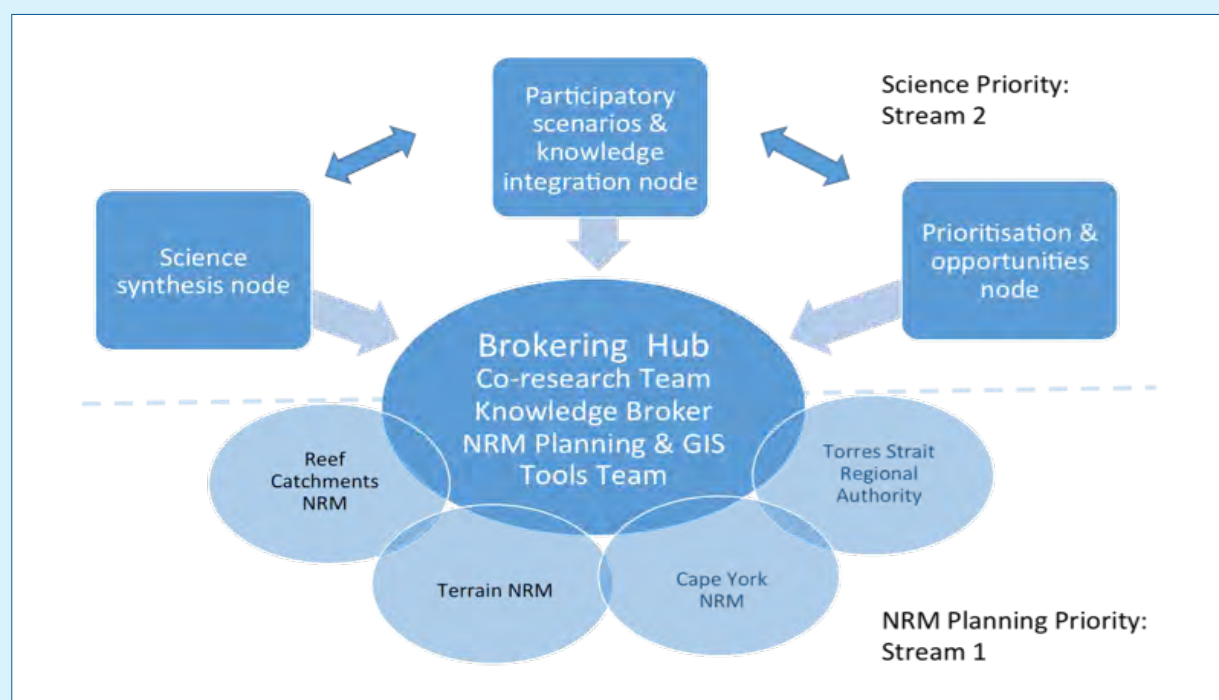 Participatory
scenarios &
knowledge
integration node
Science Priority:
Stream 2
Science
synthesis node
Prioritisation &
opportunities
node
Brokering Hub
Co-research Team
Knowledge Broker
NRM Planning & GIS
Tools Team
Reef
Catchments
NRM
Terrain NRM
Cape York
NRM
Torres Strait
Regional
Authority
NRM Planning Priority:
Stream 1